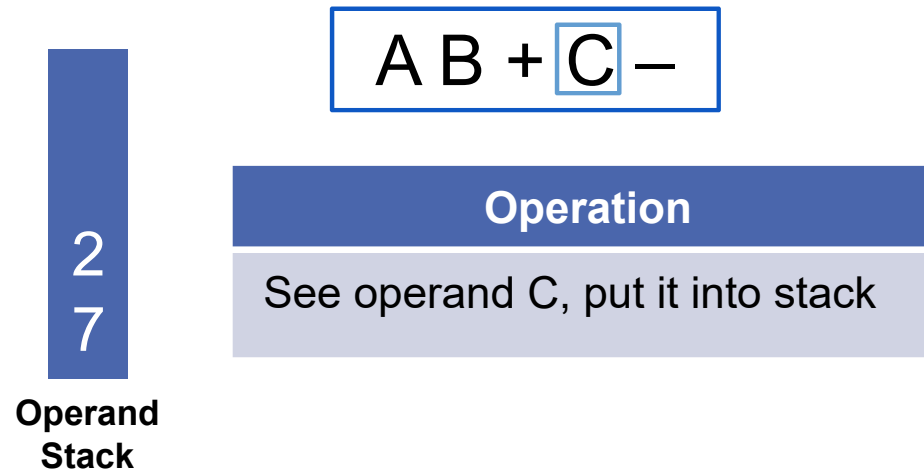 A B + C –
Operation
See operand C, put it into stack
2
7
Operand
Stack